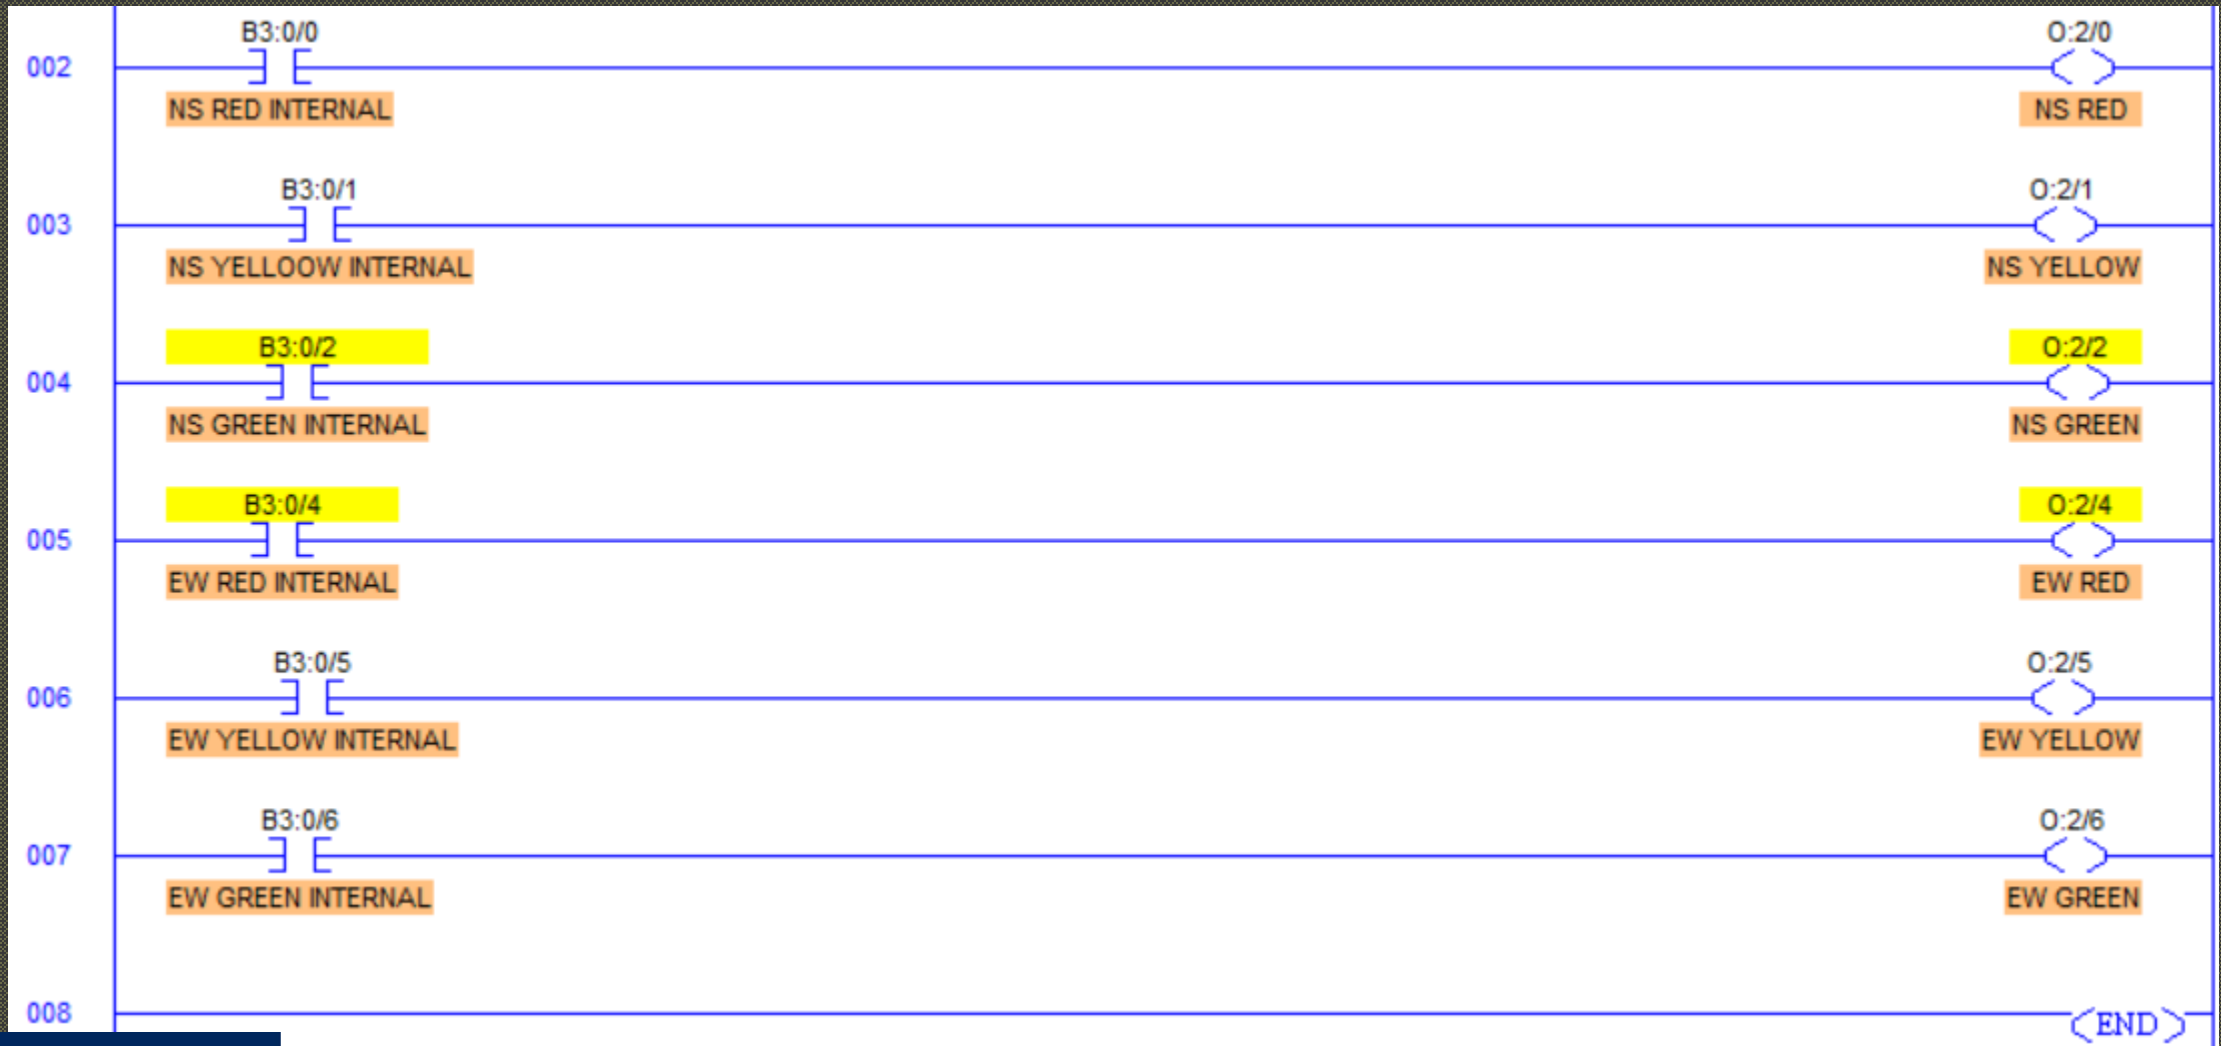 B3:0/0 O:2/0
002
NS RED INTERNAL NS RED
B3:0/1 O:2/1
003
NS YELLOOW INTERNAL NS YELLOW
B3:0/2 O:2/2
004
NS GREEN INTERNAL NS GREEN
B3:0/4 O:2/4
005
EW RED INTERNAL EW RED
B3:0/5 O:2/5
006
EW YELLOW INTERNAL EW YELLOW
B3:0/6 O:2/6
007
EW GREEN INTERNAL EW GREEN
008 END